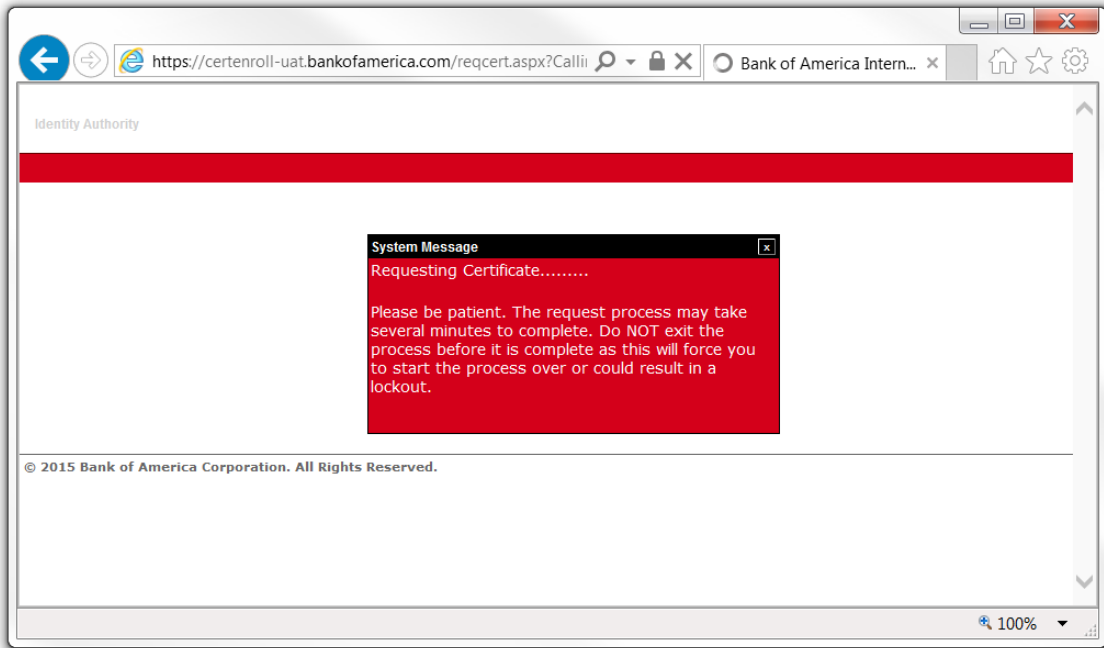 https://certenroll-uat.bankofamerica.com/reqcert.aspx?Calli
Bank of America Intern...
Identity Authority
System Message
x
Requesting Certificate.........
Please be patient. The request process may take
several minutes to complete. Do NOT exit the
process before it is complete as this will force you
to start the process over or could result in a
lockout.
© 2015 Bank of America Corporation. All Rights Reserved.
100%